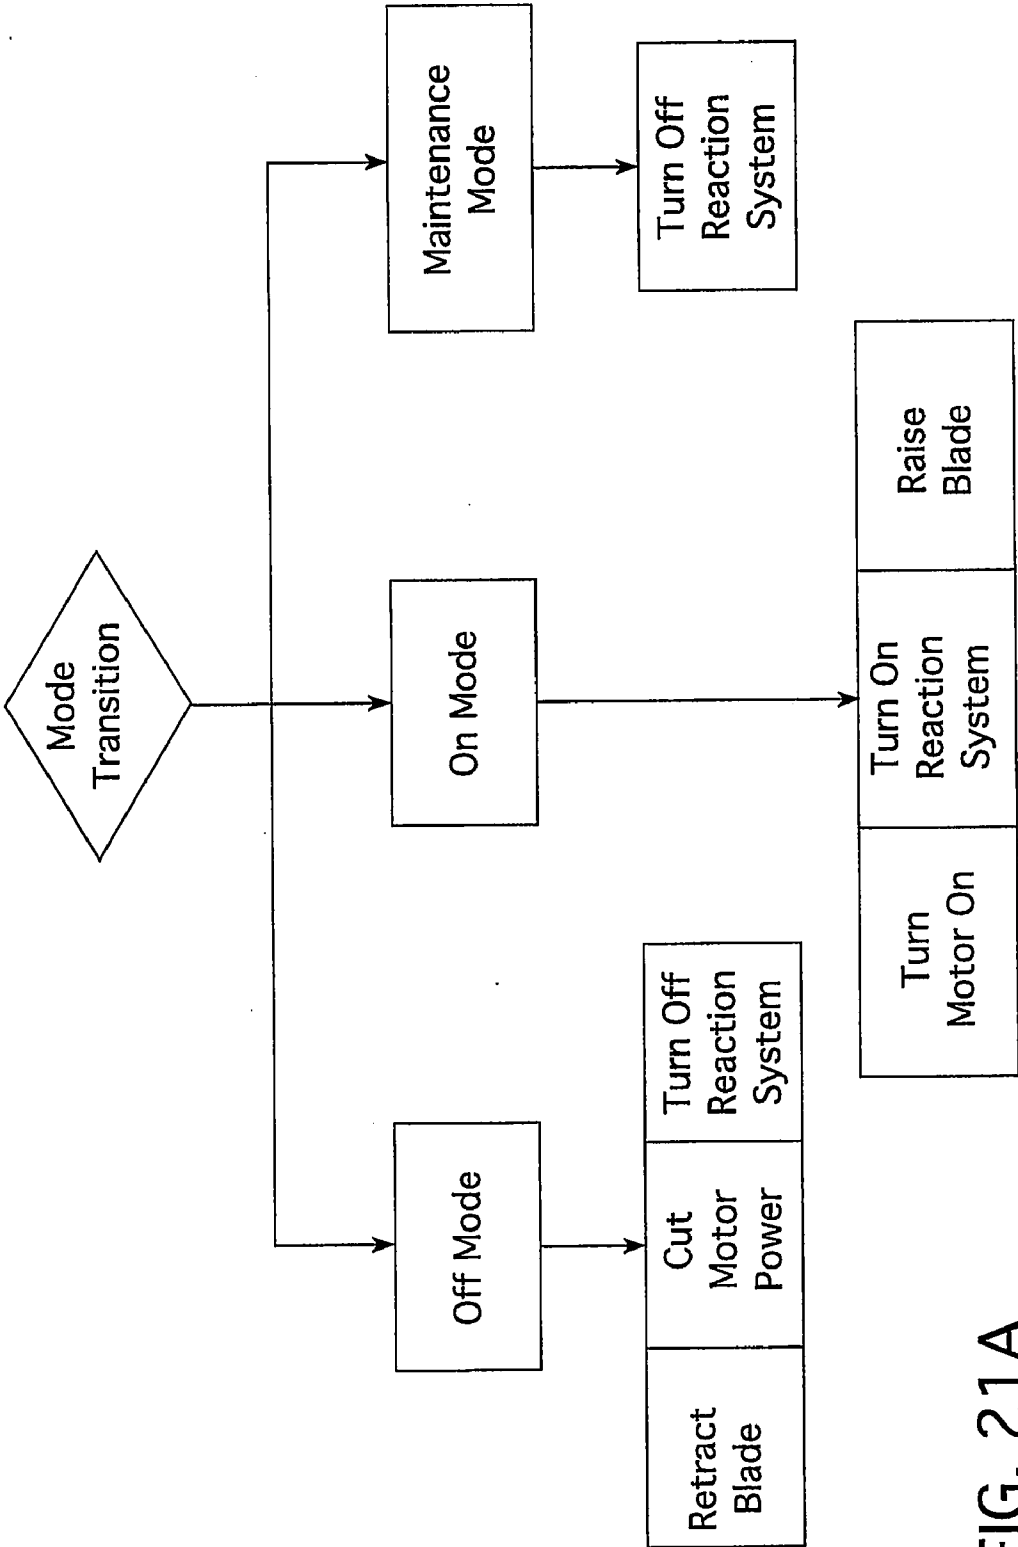 Mode
Transition
Off Mode
On Mode
Maintenance
Mode
Retract
Blade
Cut
Motor
Power
Turn Off
Reaction
System
Turn
Motor On
Turn On
Reaction
System
Raise
Blade
Turn Off
Reaction
System
FIG. 21A